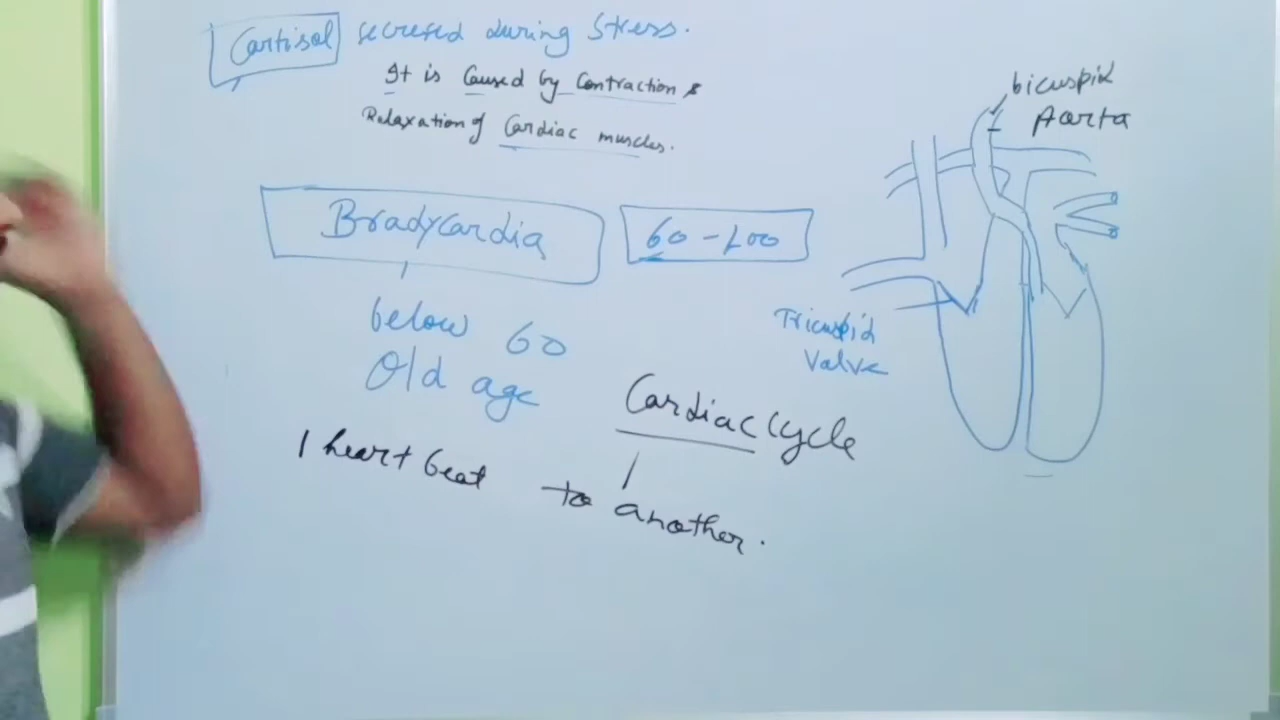 Cortisol secreted during Stress.
It is Caused by Contraction &
Relaxation of Cardiac muscles.
bicuspid
Aorta
Bradycardia 60-100
below 60
Old age
Tricuspid
Valve
Cardiac Cycle
1 heart beat to another.